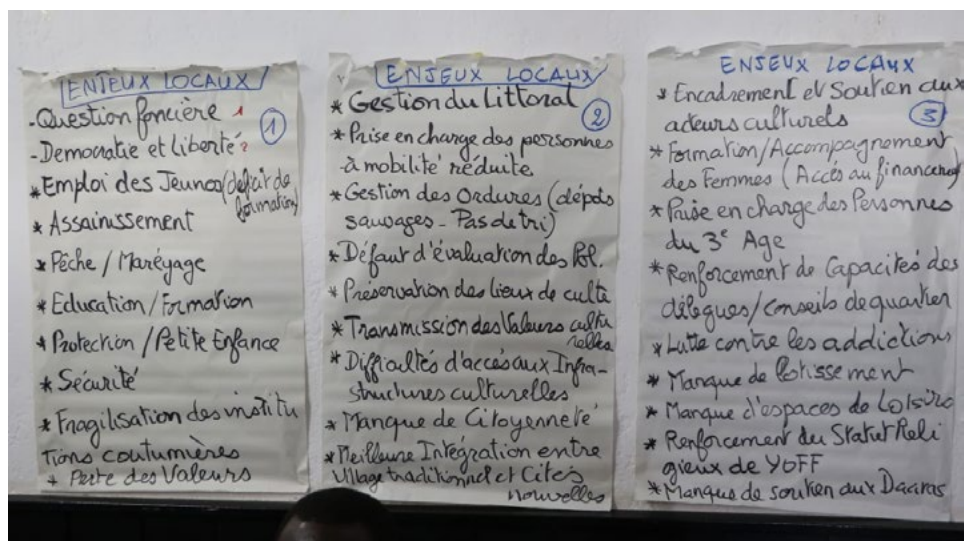 ENJEUX LOCAUX
1
- Question foncière 1
- Democratie et liberté 2
* Emploi des Jeunes (deficit de
formation)
* Assainissement
* Pêche / Maréyage
* Education / Formation
* Protection / Petite Enfance
* Sécurité
* Fragilisation des institu
tions coutumières
* Perte des Valeurs
ENJEUX LOCAUX
2
* Gestion du Littoral
* Prise en charge des personnes
à mobilité réduite.
* Gestion des Ordures (dépôts
sauvages - Pas de tri)
* Défaut d'évaluation des
* Préservation des lieux de culte
* Transmission des Valeurs cultu
relles
* Difficultés d'accès aux Infra-
structures culturelles
* Manque de Citoyenneté
* Meilleure Intégration entre
Village traditionnel et Cités
nouvelles
ENJEUX LOCAUX
3
* Encadrement et Soutien aux
acteurs culturels
* Formation/Accompagnement
des Femmes (Accès au financemt)
* Prise en charge des Personnes
du 3e Age
* Renforcement de Capacités des
délégues/Conseils de quartier
* Lutte contre les addictions
* Manque de lotissement
* Manque d'espaces de Loisirs
* Renforcement du Statut Reli
gieux de YOFF
* Manque de soutien aux Daaras